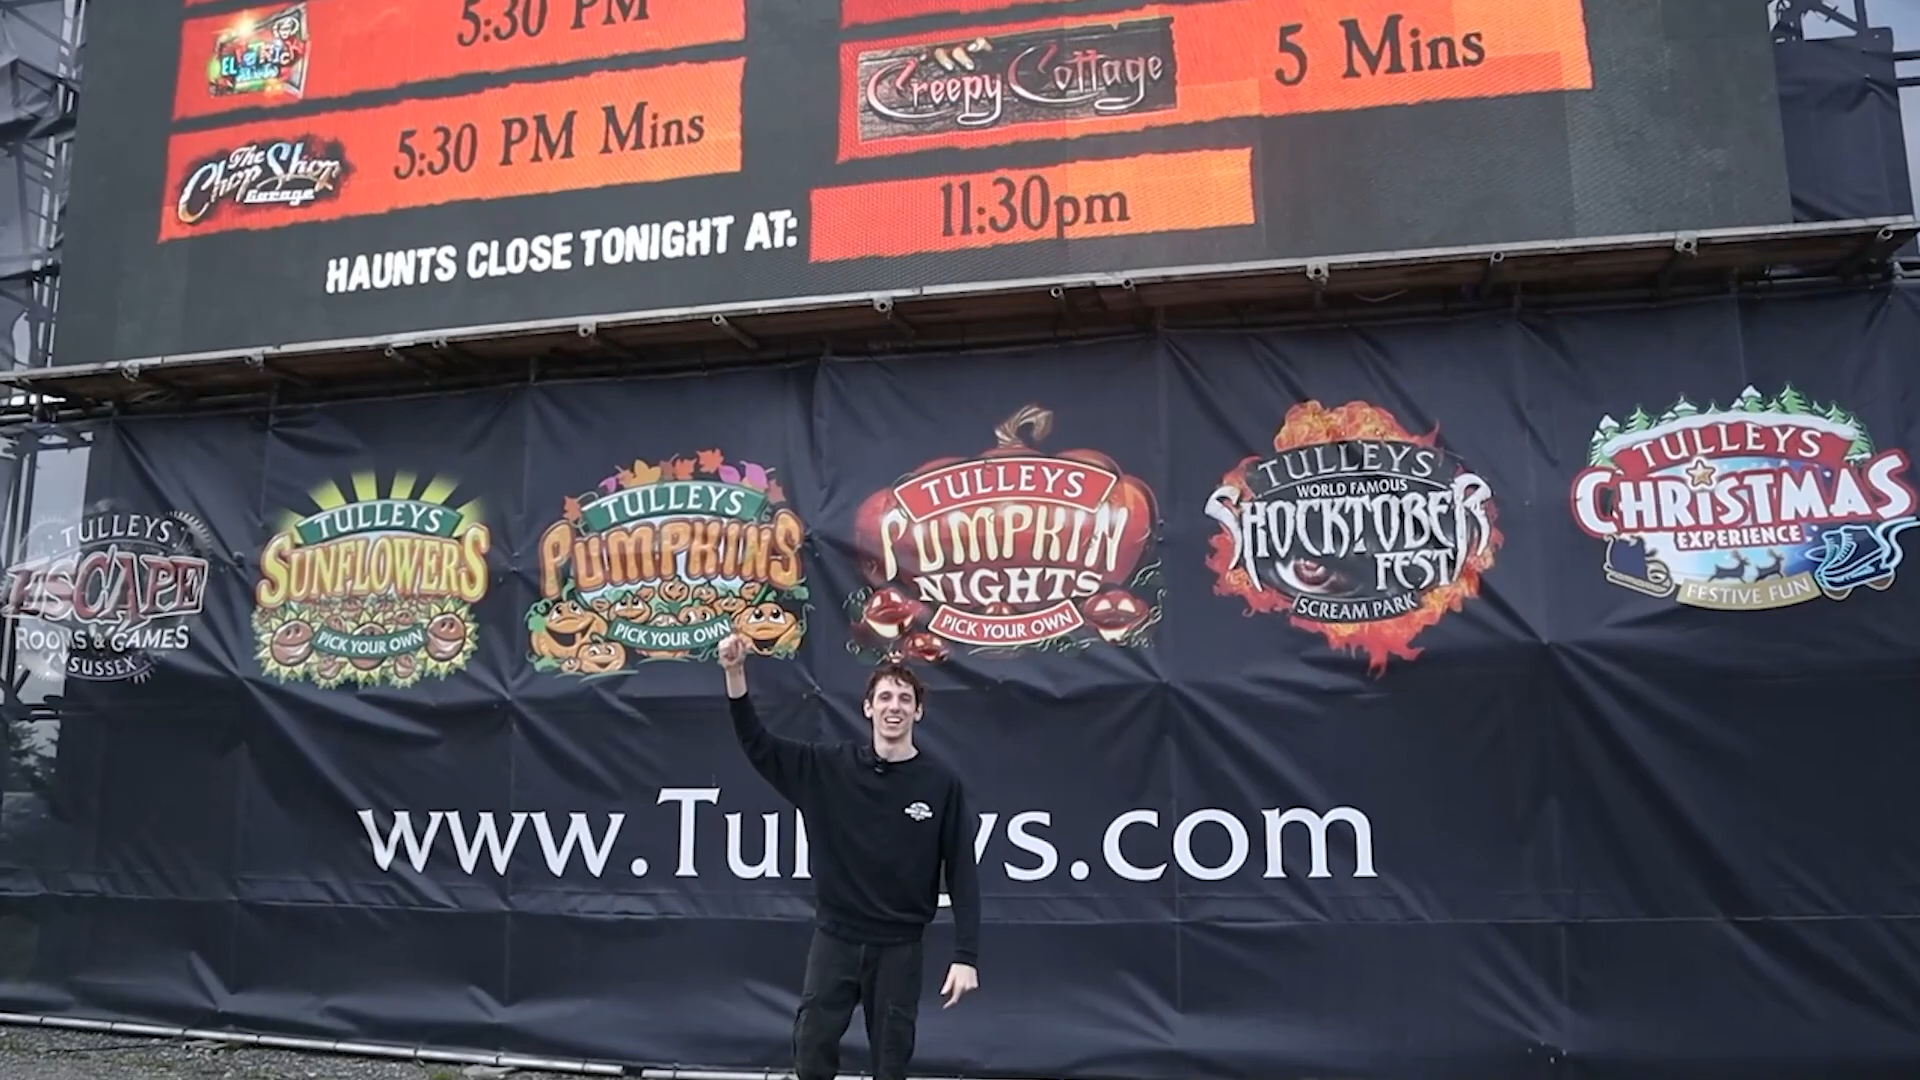 5:30 PM
The
Chop Shop
Garage
5:30 PM Mins
Creepy Cottage
5 Mins
HAUNTS CLOSE TONIGHT AT:
11:30pm
TULLEYS
ESCAPE
ROOMS & GAMES
IN SUSSEX
TULLEYS
SUNFLOWERS
PICK YOUR OWN
TULLEYS
PUMPKINS
PICK YOUR OWN
TULLEYS
PUMPKIN
NIGHTS
PICK YOUR OWN
TULLEYS
WORLD FAMOUS
SHOCKTOBER
FEST
SCREAM PARK
TULLEYS
CHRISTMAS
EXPERIENCE
FESTIVE FUN
www.Tul ys.com